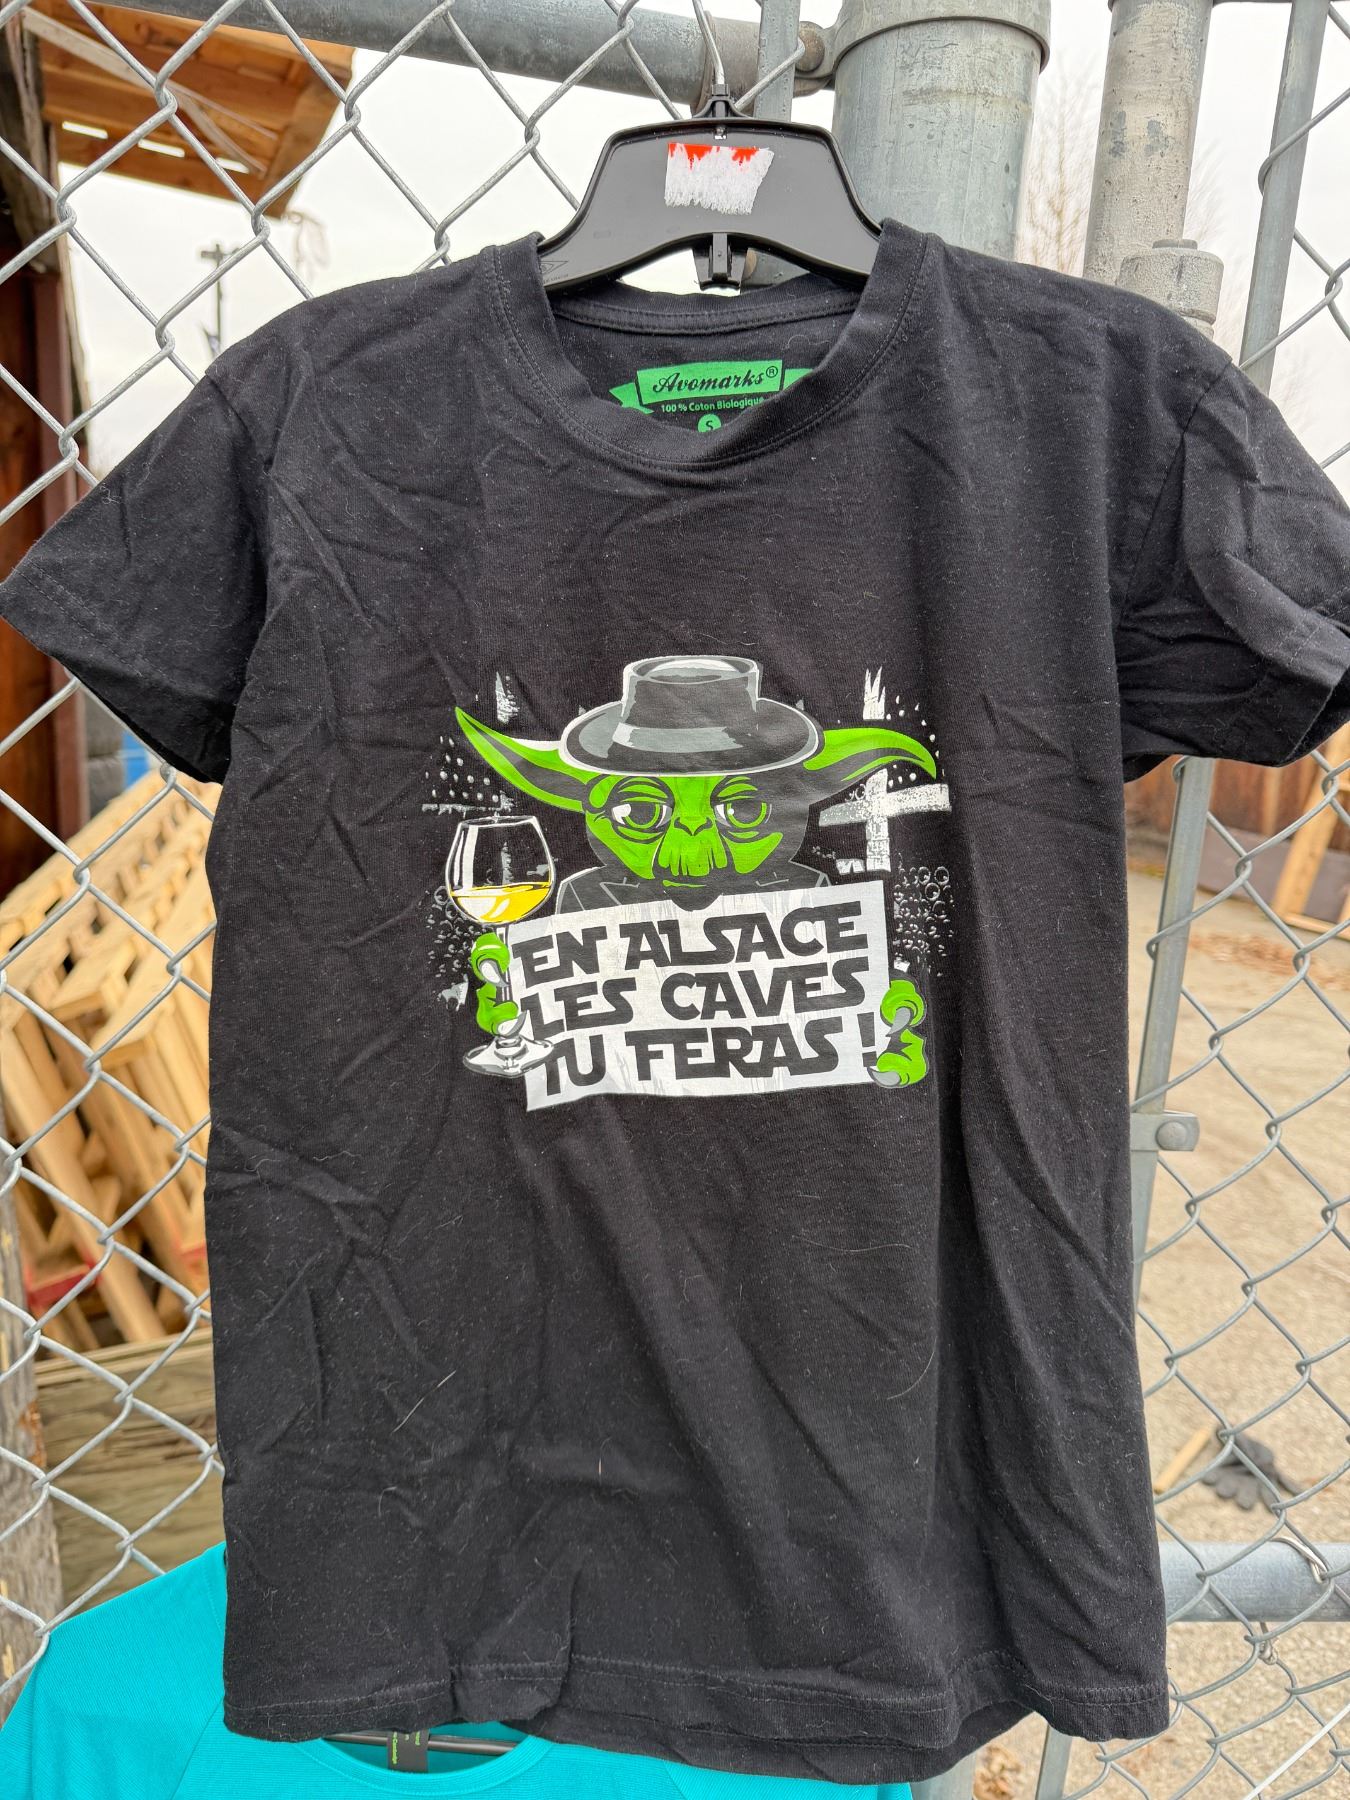 Avomarks®
100 % Coton Biologique
S
EN ALSACE
LES CAVES
TU FERAS !